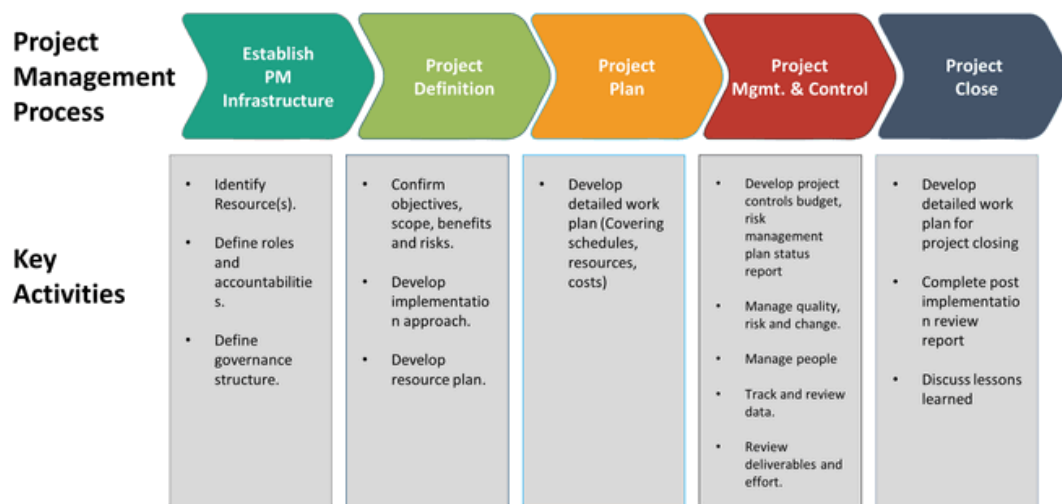 Project
Management
Process
Establish
PM
Infrastructure
Project
Definition
Project
Plan
Project
Mgmt. & Control
Project
Close
Key
Activities
• Identify
Resource(s).
• Define roles
and
accountabilitie
s.
• Define
governance
structure.
• Confirm
objectives,
scope, benefits
and risks.
• Develop
implementatio
n approach.
• Develop
resource plan.
• Develop
detailed work
plan (Covering
schedules,
resources,
costs)
• Develop project
controls budget,
risk
management
plan status
report
• Manage quality,
risk and change.
• Manage people
• Track and review
data.
• Review
deliverables and
effort.
• Develop
detailed work
plan for
project closing
• Complete post
implementatio
n review
report
• Discuss lessons
learned